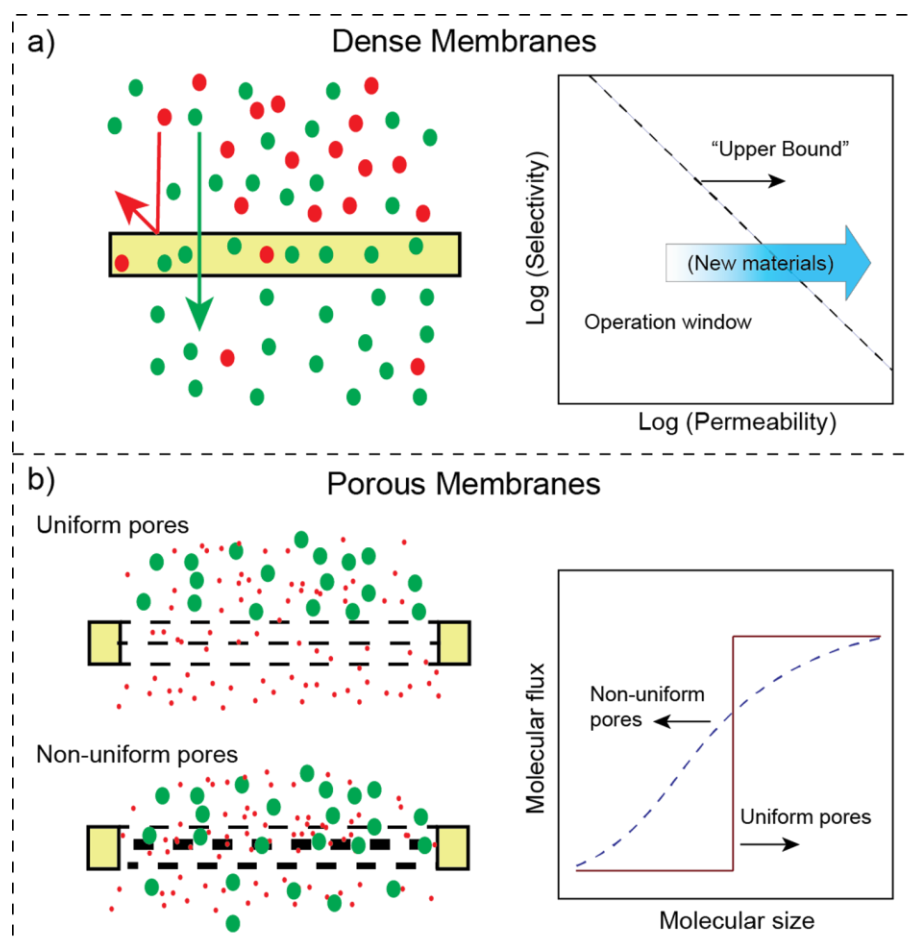 a)
Dense Membranes
Log (Selectivity)
“Upper Bound”
(New materials)
Operation window
Log (Permeability)
b)
Porous Membranes
Uniform pores
Non-uniform pores
Molecular flux
Non-uniform
pores
Uniform pores
Molecular size